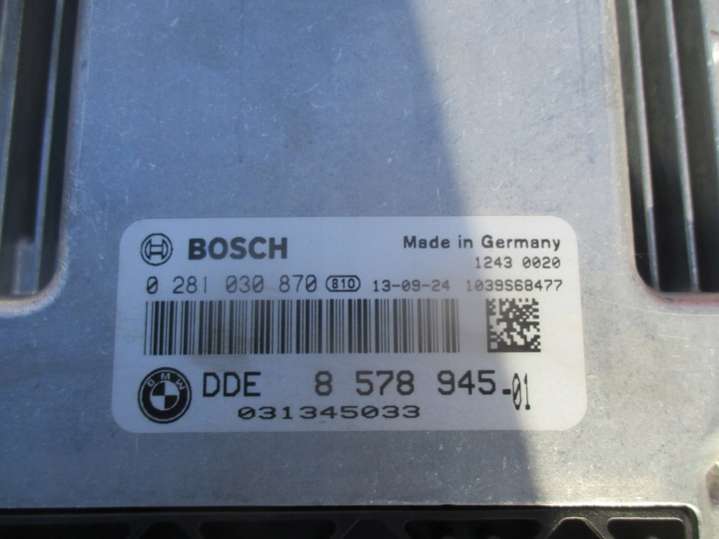 BOSCH Made in Germany
1243 0020
0 281 030 870 810 13-09-24 1039S68477
BMW DDE 8 578 945-01
031345033